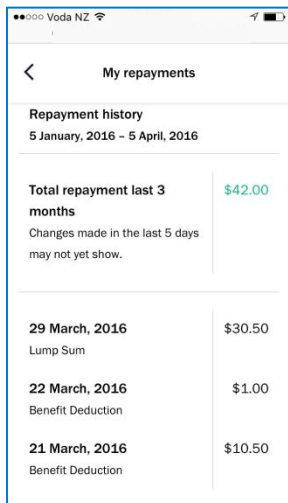 Voda NZ
My repayments
Repayment history
5 January, 2016 – 5 April, 2016
Total repayment last 3 $42.00
months
Changes made in the last 5 days
may not yet show.
29 March, 2016 $30.50
Lump Sum
22 March, 2016 $1.00
Benefit Deduction
21 March, 2016 $10.50
Benefit Deduction